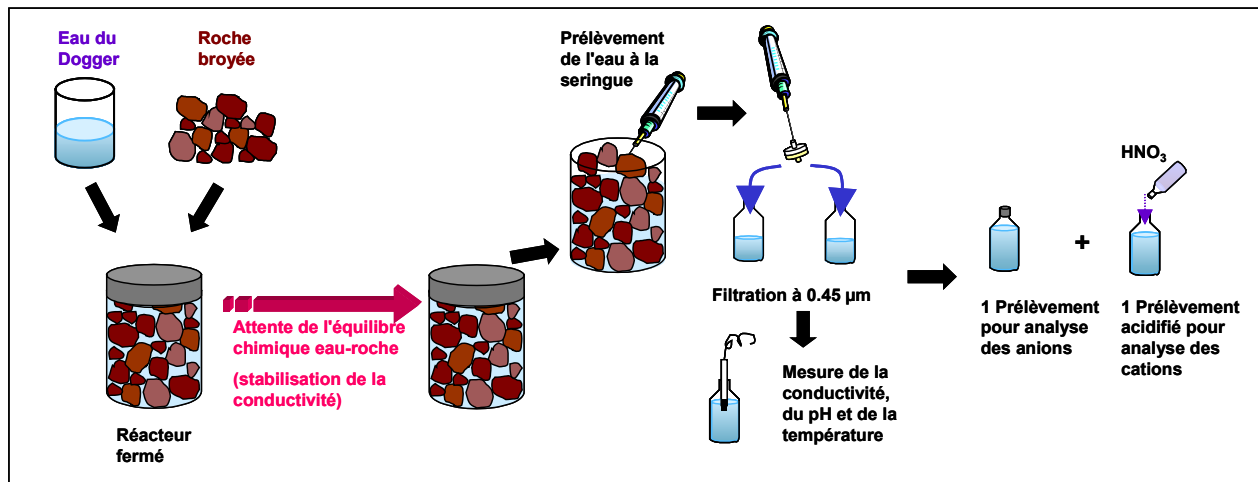 Eau du
Dogger
Roche
broyée
Prélèvement
de l'eau à la
seringue
HNO₃
Attente de l'équilibre
chimique eau-roche
(stabilisation de la
conductivité)
Réacteur
fermé
Filtration à 0.45 µm
Mesure de la
conductivité,
du pH et de la
température
+
1 Prélèvement
pour analyse
des anions
1 Prélèvement
acidifié pour
analyse des
cations